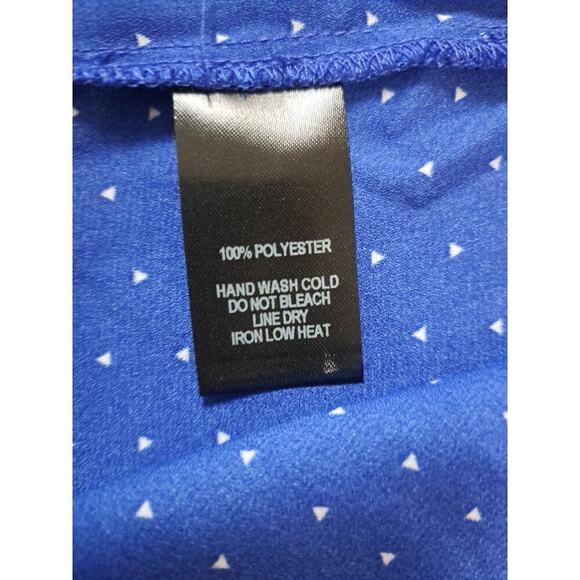 100% POLYESTER
HAND WASH COLD
DO NOT BLEACH
LINE DRY
IRON LOW HEAT